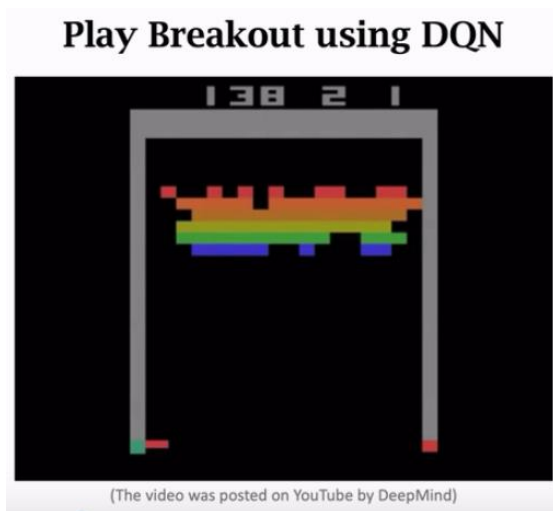 Play Breakout using DQN
138 2 1
(The video was posted on YouTube by DeepMind)